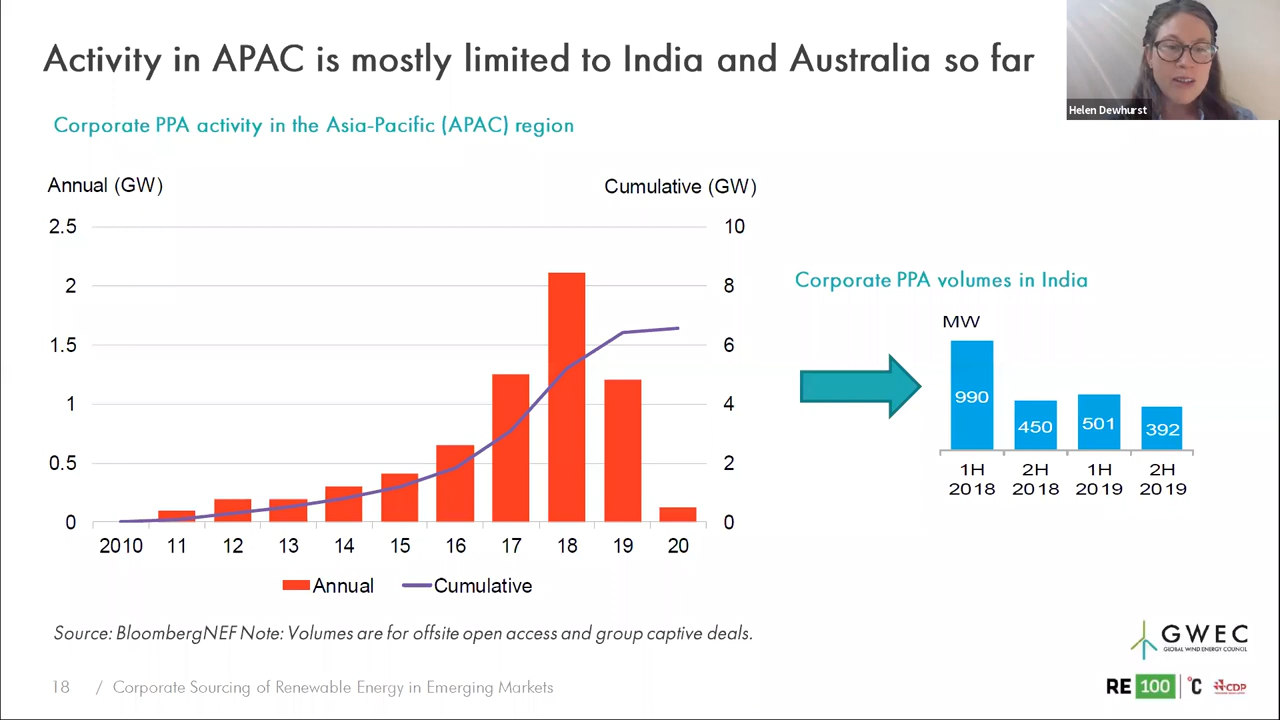 Activity in APAC is mostly limited to India and Australia so far
Helen Dewhurst
Corporate PPA activity in the Asia-Pacific (APAC) region
Annual (GW)
Cumulative (GW)
2.5
2
1.5
1
0.5
0
10
8
6
4
2
0
2010 11 12 13 14 15 16 17 18 19 20
Annual
Cumulative
Corporate PPA volumes in India
MW
990
450
501
392
1H 2H 1H 2H
2018 2018 2019 2019
Source: BloombergNEF Note: Volumes are for offsite open access and group captive deals.
GWEC
GLOBAL WIND ENERGY COUNCIL
18 / Corporate Sourcing of Renewable Energy in Emerging Markets
RE 100 °C CDP